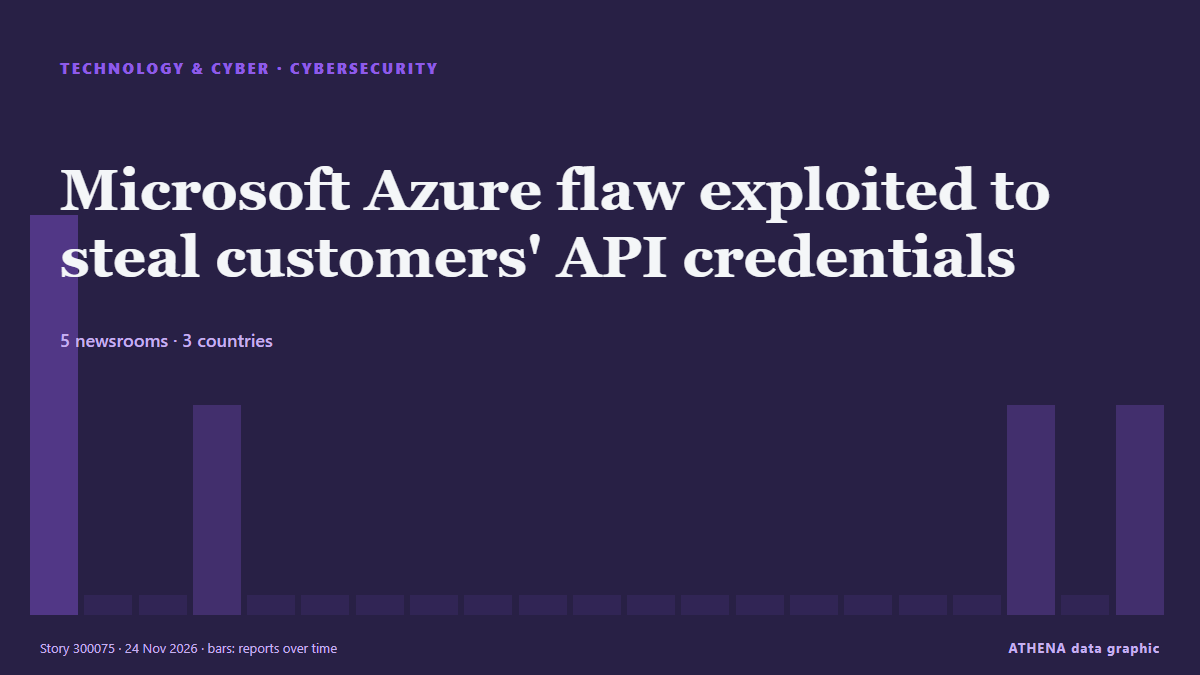 TECHNOLOGY & CYBER · CYBERSECURITY
Microsoft Azure flaw exploited to
steal customers' API credentials
5 newsrooms · 3 countries
Story 300075 · 24 Nov 2026 · bars: reports over time
ATHENA data graphic